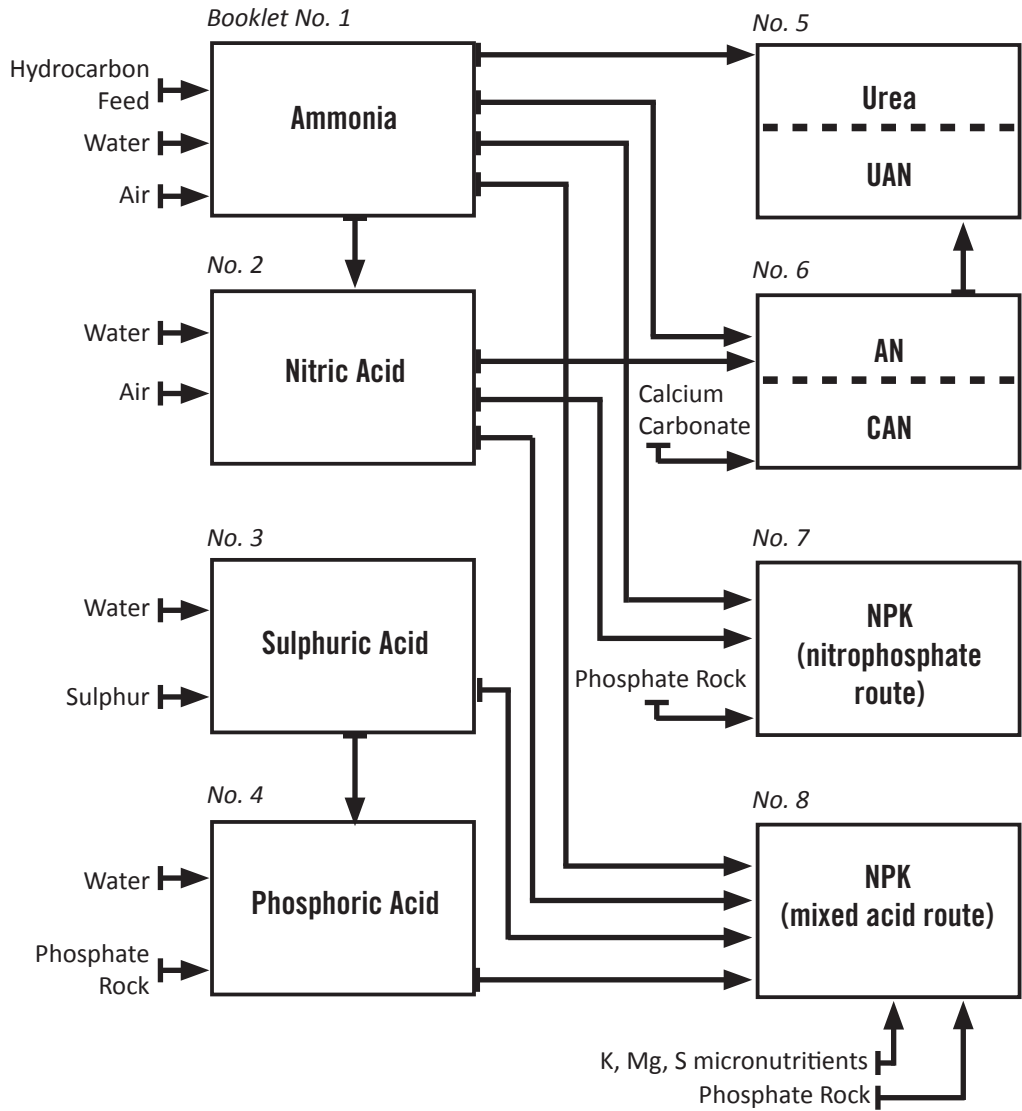 Booklet No. 1
Hydrocarbon
Feed
Water
Air
Ammonia
No. 5
Urea
UAN
No. 2
Water
Air
Nitric Acid
No. 6
AN
CAN
Calcium
Carbonate
No. 3
Water
Sulphur
Sulphuric Acid
No. 7
NPK
(nitrophosphate
route)
Phosphate Rock
No. 4
Water
Phosphate
Rock
Phosphoric Acid
No. 8
NPK
(mixed acid route)
K, Mg, S micronutritients
Phosphate Rock